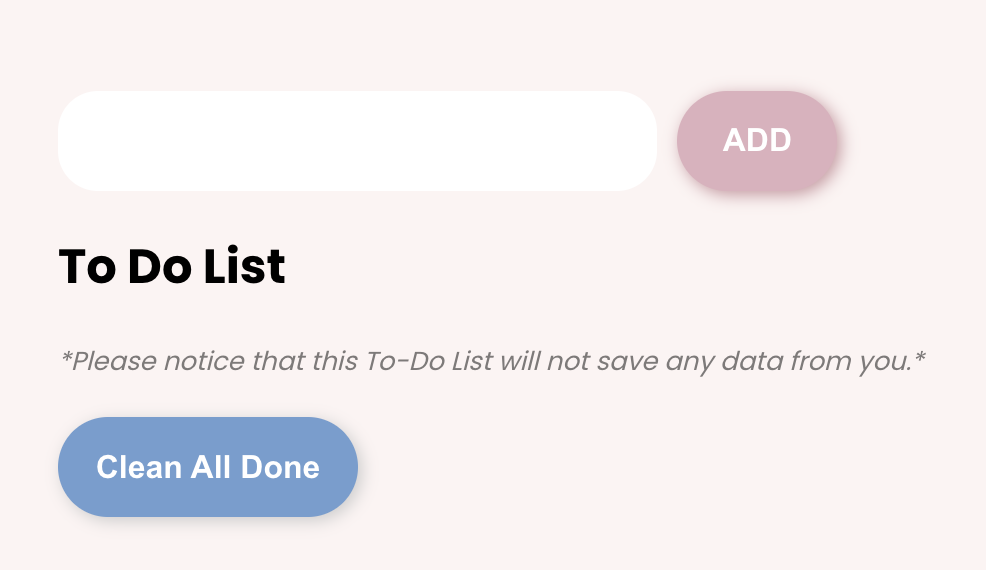 ADD
To Do List
*Please notice that this To-Do List will not save any data from you.*
Clean All Done